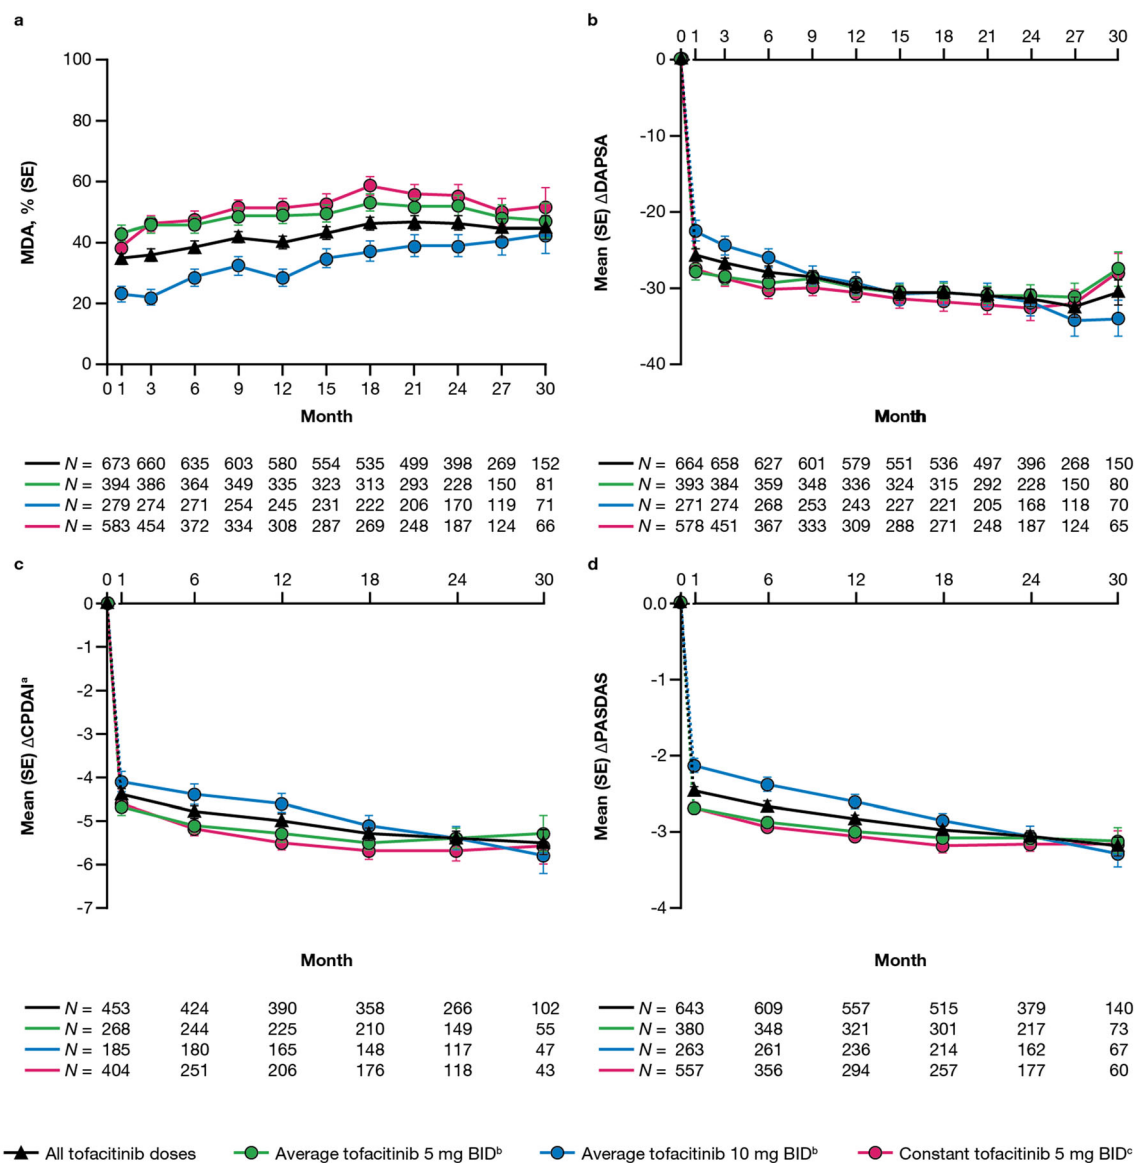 a
MDA, % (SE)
100
80
60
40
20
0
0 1 3 6 9 12 15 18 21 24 27 30
Month
N = 673 660 635 603 580 554 535 499 398 269 152
N = 394 386 364 349 335 323 313 293 228 150 81
N = 279 274 271 254 245 231 222 206 170 119 71
N = 583 454 372 334 308 287 269 248 187 124 66
b
0 1 3 6 9 12 15 18 21 24 27 30
Mean (SE) ΔDAPSA
0
-10
-20
-30
-40
Month
N = 664 658 627 601 579 551 536 497 396 268 150
N = 393 384 359 348 336 324 315 292 228 150 80
N = 271 274 268 253 243 227 221 205 168 118 70
N = 578 451 367 333 309 288 271 248 187 124 65
c
0 1 6 12 18 24 30
Mean (SE) ΔCPDAIᵃ
0
-1
-2
-3
-4
-5
-6
-7
Month
N = 453 424 390 358 266 102
N = 268 244 225 210 149 55
N = 185 180 165 148 117 47
N = 404 251 206 176 118 43
d
0 1 6 12 18 24 30
Mean (SE) ΔPASDAS
0.0
-1
-2
-3
-4
Month
N = 643 609 557 515 379 140
N = 380 348 321 301 217 73
N = 263 261 236 214 162 67
N = 557 356 294 257 177 60
All tofacitinib doses
Average tofacitinib 5 mg BIDᵇ
Average tofacitinib 10 mg BIDᵇ
Constant tofacitinib 5 mg BIDᶜ